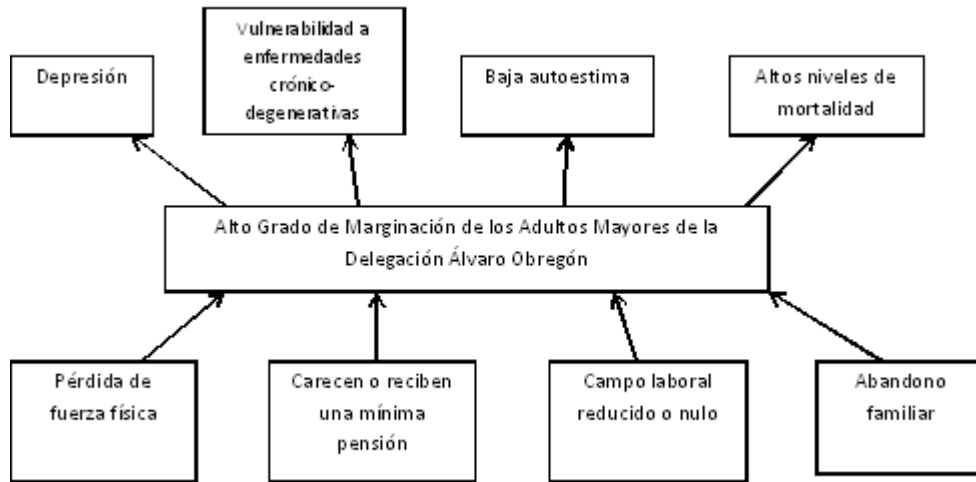 Depresión
Vulnerabilidad a
enfermedades
crónico-
degenerativas
Baja autoestima
Altos niveles de
mortalidad
Alto Grado de Marginación de los Adultos Mayores de la
Delegación Álvaro Obregón
Pérdida de
fuerza física
Carecen o reciben
una mínima
pensión
Campo laboral
reducido o nulo
Abandono
familiar